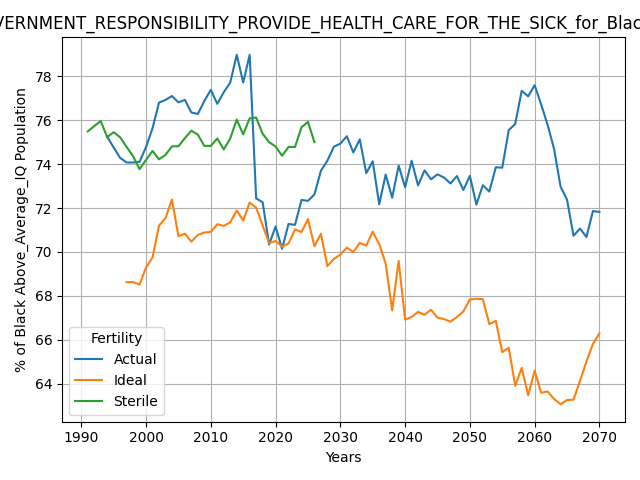 VERNMENT_RESPONSIBILITY_PROVIDE_HEALTH_CARE_FOR_THE_SICK_for_Blac
% of Black Above_Average_IQ Population
78
76
74
72
70
68
66
64
Fertility
Actual
Ideal
Sterile
1990 2000 2010 2020 2030 2040 2050 2060 2070
Years